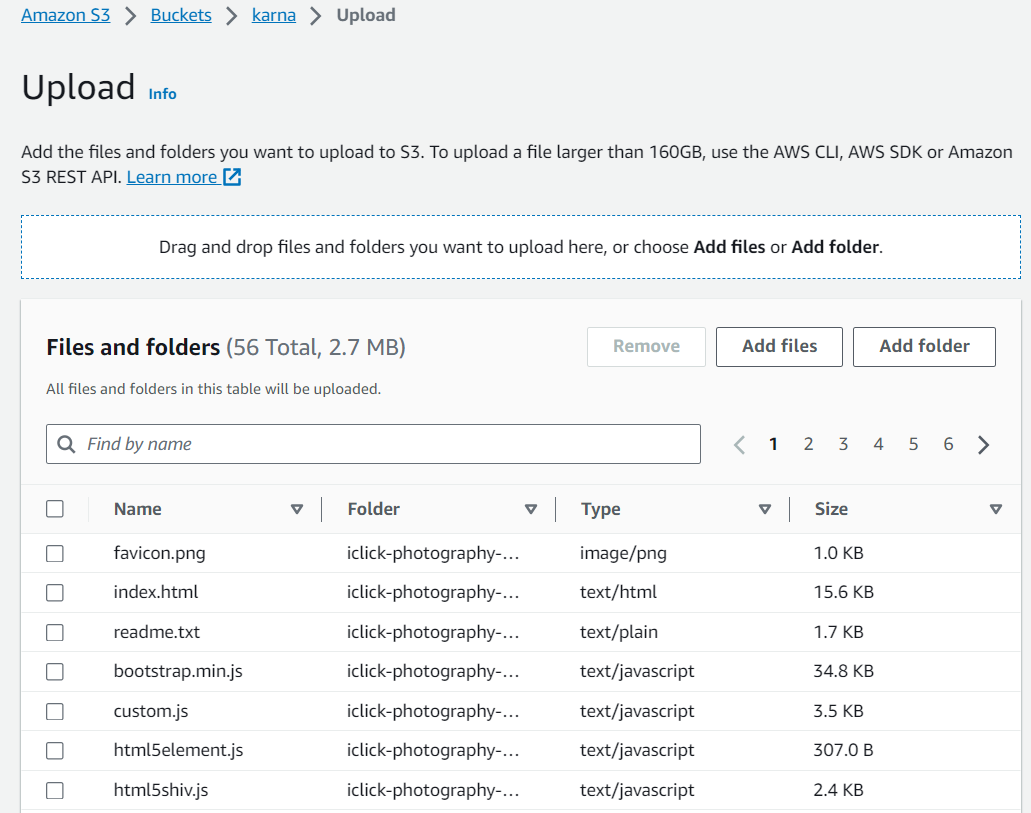 Amazon S3 > Buckets > karna > Upload
Upload Info
Add the files and folders you want to upload to S3. To upload a file larger than 160GB, use the AWS CLI, AWS SDK or Amazon
S3 REST API. Learn more
Drag and drop files and folders you want to upload here, or choose Add files or Add folder.
Files and folders (56 Total, 2.7 MB) Remove Add files Add folder
All files and folders in this table will be uploaded.
Find by name < 1 2 3 4 5 6 >
Name Folder Type Size
favicon.png iclick-photography-... image/png 1.0 KB
index.html iclick-photography-... text/html 15.6 KB
readme.txt iclick-photography-... text/plain 1.7 KB
bootstrap.min.js iclick-photography-... text/javascript 34.8 KB
custom.js iclick-photography-... text/javascript 3.5 KB
html5element.js iclick-photography-... text/javascript 307.0 B
html5shiv.js iclick-photography-... text/javascript 2.4 KB